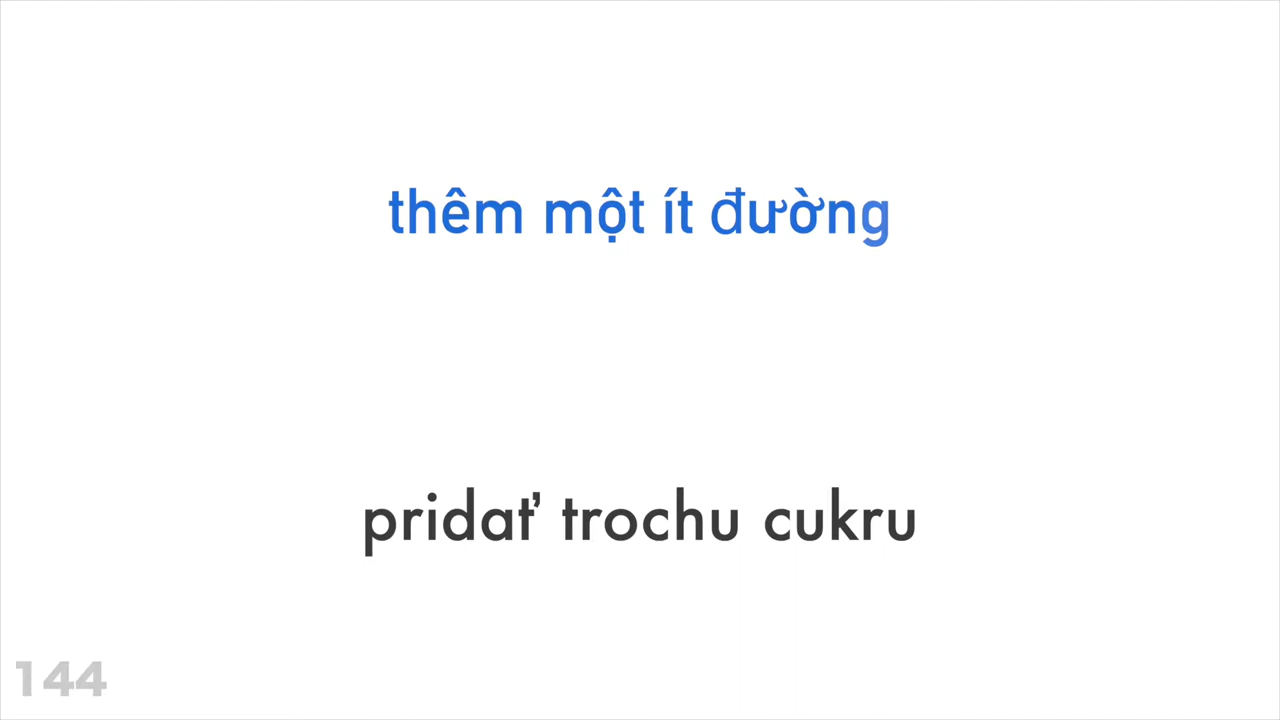 thêm một ít đường
pridať trochu cukru
144